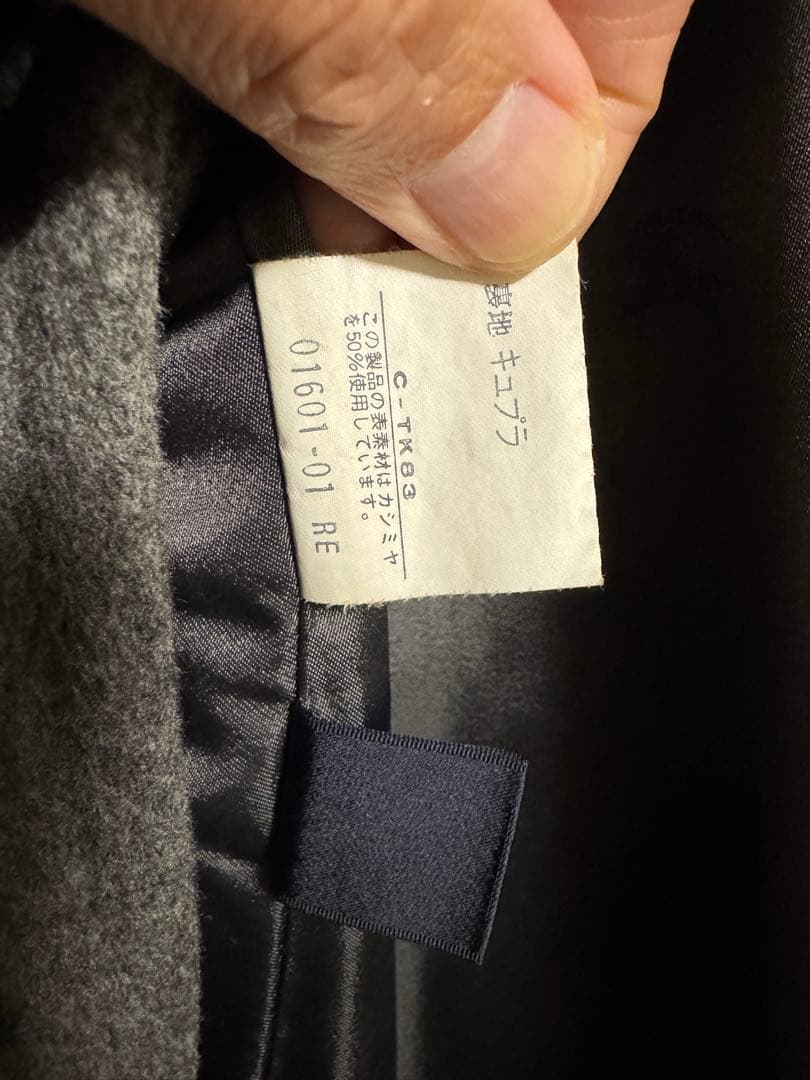 裏地 キュプラ
C-TK83
この製品の表素材はカシミヤ
を50%使用しています。
01601-01 RE